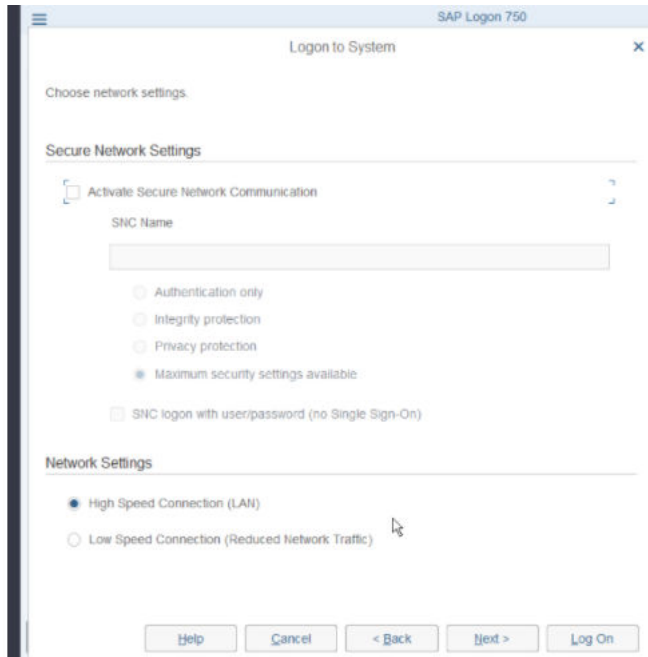 SAP Logon 750
Logon to System
Choose network settings.
Secure Network Settings
Activate Secure Network Communication
SNC Name
Authentication only
Integrity protection
Privacy protection
Maximum security settings available
SNC logon with user/password (no Single Sign-On)
Network Settings
High Speed Connection (LAN)
Low Speed Connection (Reduced Network Traffic)
Help Cancel < Back Next > Log On